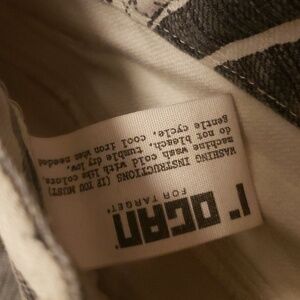 r ogan
FOR TARGET
WASHING INSTRUCTIONS (IF YOU MUST)
machine wash cold with like colors,
do not bleach, tumble dry low,
gentle cycle, cool iron when needed